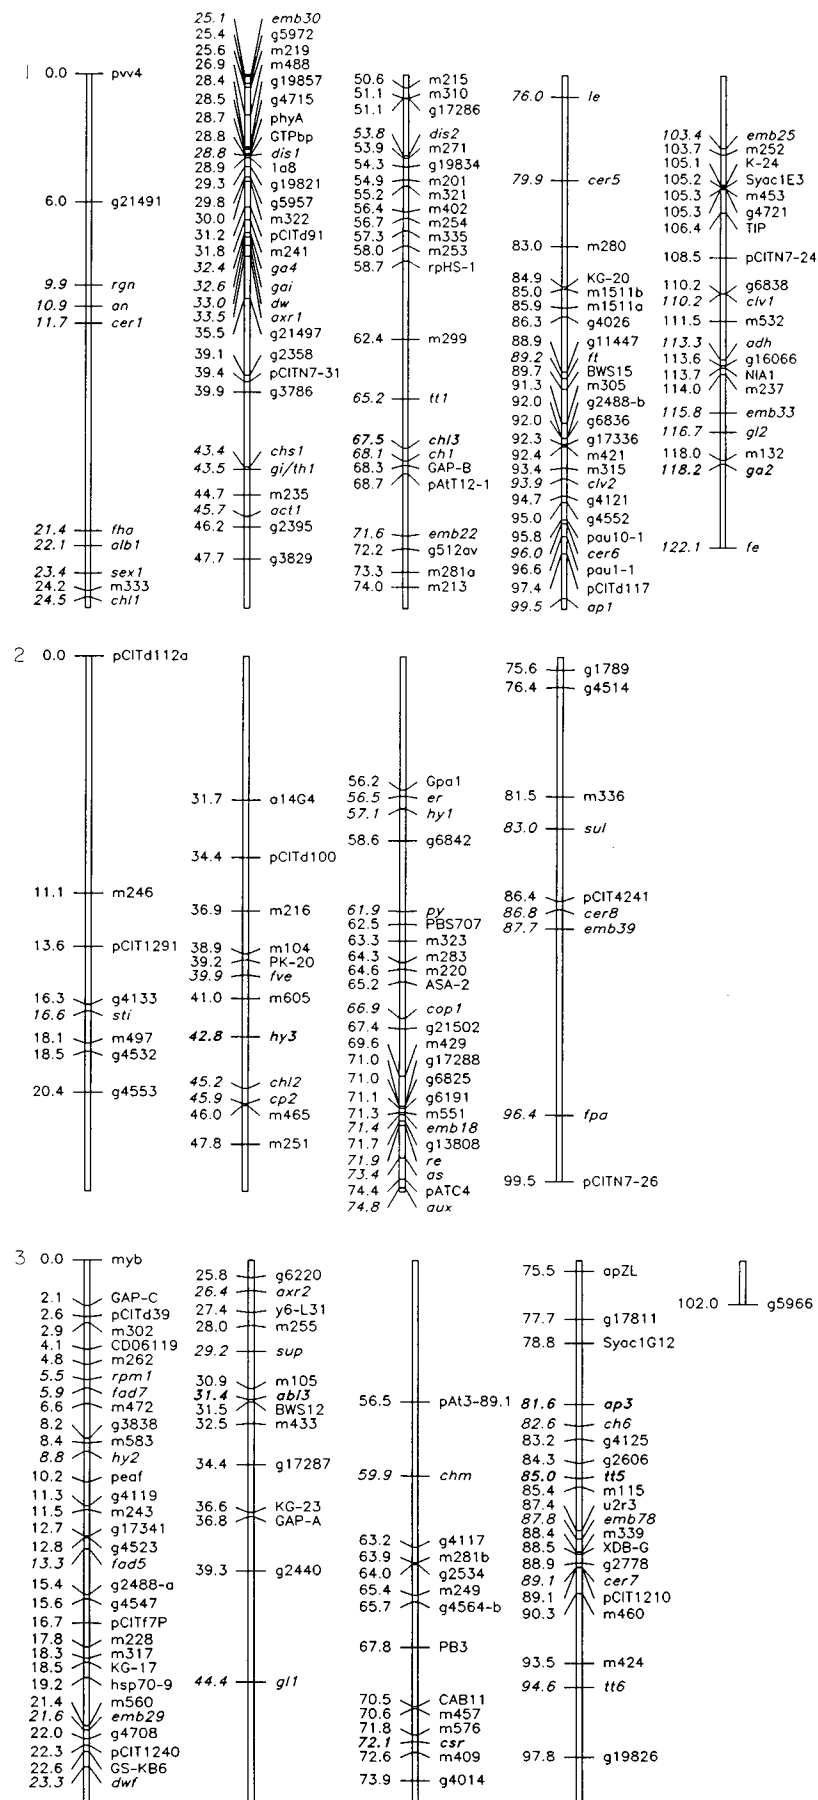 1
0.0 pvv4
6.0 g21491
9.9 rgn
10.9 an
11.7 cer1
21.4 fha
22.1 alb1
23.4 sex1
24.2 m333
24.5 chl1
25.1 emb30
25.4 g5972
25.6 m219
26.9 m488
28.4 g19857
28.5 g4715
28.7 phyA
28.8 GTPbp
28.8 dis1
28.9 1a8
29.3 g19821
29.8 g5957
30.0 m322
31.2 pCITd91
31.8 m241
32.4 ga4
32.6 gai
33.0 dw
33.5 axr1
35.5 g21497
39.1 g2358
39.4 pCITN7-31
39.9 g3786
43.4 chs1
43.5 gi/th1
44.7 m235
45.7 act1
46.2 g2395
47.7 g3829
50.6 m215
51.1 m310
51.1 g17286
53.8 dis2
53.9 m271
54.3 g19834
54.9 m201
55.2 m321
56.4 m402
56.7 m254
57.3 m335
58.0 m253
58.7 rpHS-1
62.4 m299
65.2 tt1
67.5 chl3
68.1 ch1
68.3 GAP-B
68.7 pAtT12-1
71.6 emb22
72.2 g512av
73.3 m281a
74.0 m213
76.0 le
79.9 cer5
83.0 m280
84.9 KG-20
85.0 m1511b
85.9 m1511a
86.3 g4026
88.9 g11447
89.2 ft
89.7 BWS15
91.3 m305
92.0 g2488-b
92.0 g6836
92.3 g17336
92.4 m421
93.4 m315
93.9 clv2
94.7 g4121
95.0 g4552
95.8 pau10-1
96.0 cer6
96.6 pau1-1
97.4 pCITd117
99.5 ap1
103.4 emb25
103.7 m252
105.1 K-24
105.2 Syac1E3
105.3 m453
105.3 g4721
106.4 TIP
108.5 pCITN7-24
110.2 g6838
110.2 clv1
111.5 m532
113.3 adh
113.6 g16066
113.7 NIA1
114.0 m237
115.8 emb33
116.7 gl2
118.0 m132
118.2 ga2
122.1 fe
2
0.0 pCITd112a
11.1 m246
13.6 pCIT1291
16.3 g4133
16.6 sti
18.1 m497
18.5 g4532
20.4 g4553
31.7 a14G4
34.4 pCITd100
36.9 m216
38.9 m104
39.2 PK-20
39.9 fve
41.0 m605
42.8 hy3
45.2 chl2
45.9 cp2
46.0 m465
47.8 m251
56.2 Gpa1
56.5 er
57.1 hy1
58.6 g6842
61.9 py
62.5 PBS707
63.3 m323
64.3 m283
64.6 m220
65.2 ASA-2
66.9 cop1
67.4 g21502
69.6 m429
71.0 g17288
71.0 g6825
71.1 g6191
71.3 m551
71.4 emb18
71.7 g13808
71.9 re
73.4 as
74.4 pATC4
74.8 aux
75.6 g1789
76.4 g4514
81.5 m336
83.0 sul
86.4 pCIT4241
86.8 cer8
87.7 emb39
96.4 fpa
99.5 pCITN7-26
3
0.0 myb
2.1 GAP-C
2.6 pCITd39
2.9 m302
4.1 CD06119
4.8 m262
5.5 rpm1
5.9 fad7
6.6 m472
8.2 g3838
8.4 m583
8.8 hy2
10.2 peaf
11.3 g4119
11.5 m243
12.7 g17341
12.8 g4523
13.3 fad5
15.4 g2488-a
15.6 g4547
16.7 pCITf7P
17.8 m228
18.3 m317
18.5 KG-17
19.2 hsp70-9
21.4 m560
21.6 emb29
22.0 g4708
22.3 pCIT1240
22.6 GS-KB6
23.3 dwf
25.8 g6220
26.4 axr2
27.4 y6-L31
28.0 m255
29.2 sup
30.9 m105
31.4 abl3
31.5 BWS12
32.5 m433
34.4 g17287
36.6 KG-23
36.8 GAP-A
39.3 g2440
44.4 gl1
56.5 pAt3-89.1
59.9 chm
63.2 g4117
63.9 m281b
64.0 g2534
65.4 m249
65.7 g4564-b
67.8 PB3
70.5 CAB11
70.6 m457
71.8 m576
72.1 csr
72.6 m409
73.9 g4014
75.5 apZL
77.7 g17811
78.8 Syac1G12
81.6 ap3
82.6 ch6
83.2 g4125
84.3 g2606
85.0 tt5
85.4 m115
87.4 u2r3
87.8 emb78
88.4 m339
88.5 XDB-G
88.9 g2778
89.1 cer7
89.1 pCIT1210
90.3 m460
93.5 m424
94.6 tt6
97.8 g19826
102.0 g5966